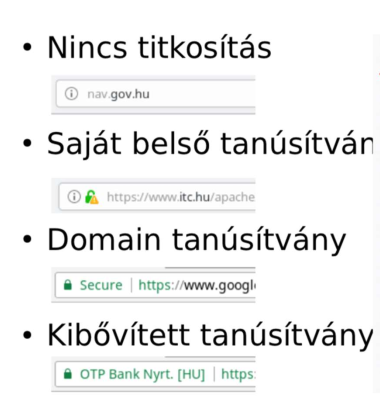 • Nincs titkosítás
nav.gov.hu
• Saját belső
https://www.itc.hu/apache
• Domain tanúsítvány
Secure | https://www.googl
• Kibővített tanúsítvány
OTP Bank Nyrt. [HU] | https: